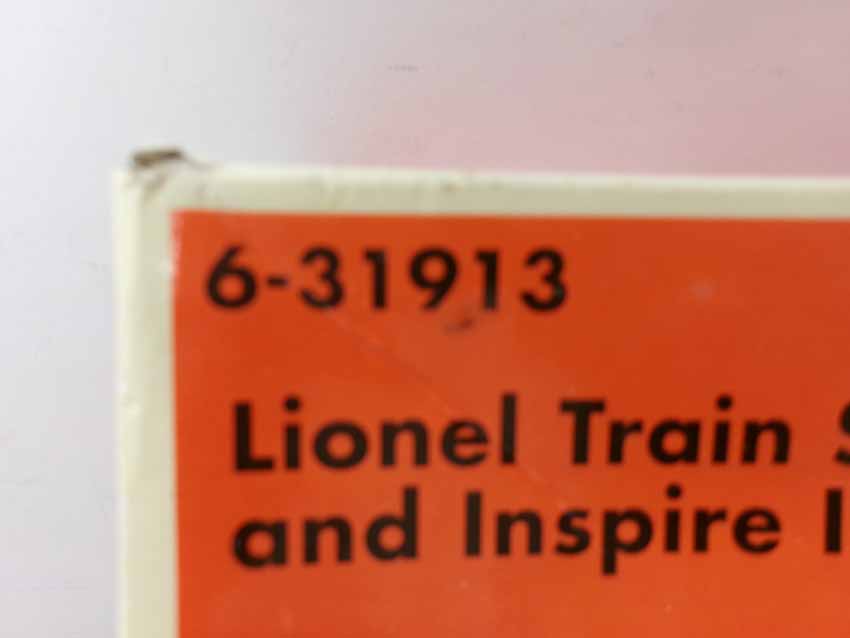 6-31913
Lionel Train
and Inspire